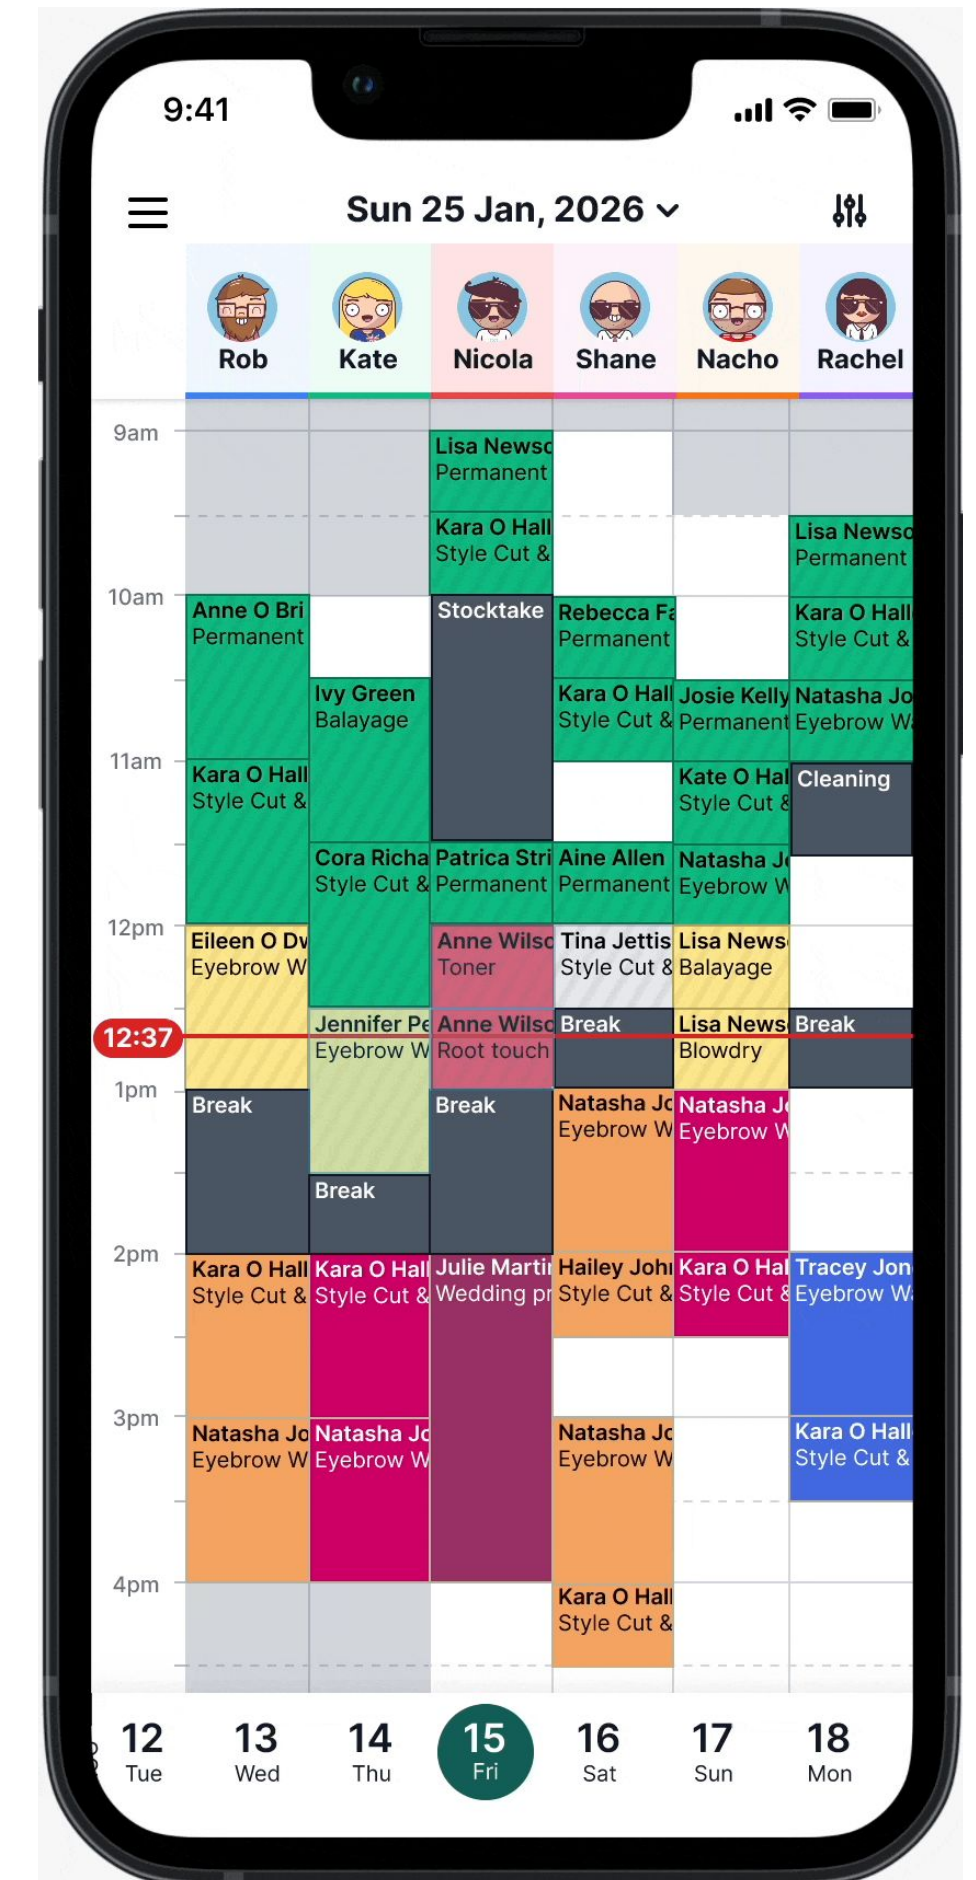 9:41
Sun 25 Jan, 2026
Rob Kate Nicola Shane Nacho Rachel
9am
Lisa Newsc
Permanent
Kara O Hall
Style Cut &
Lisa Newso
Permanent
10am
Anne O Bri
Permanent
Stocktake
Rebecca Fa
Permanent
Kara O Hall
Style Cut &
Ivy Green
Balayage
Kara O Hall
Style Cut &
Josie Kelly
Permanent
Natasha Jo
Eyebrow Wa
11am
Kara O Hall
Style Cut &
Kate O Hal
Style Cut &
Cleaning
Cora Richa
Style Cut &
Patrica Stri
Permanent
Aine Allen
Permanent
Natasha Jo
Eyebrow W
12pm
Eileen O Dw
Eyebrow W
Anne Wilsc
Toner
Tina Jettis
Style Cut &
Lisa News
Balayage
12:37
Jennifer Pe
Eyebrow W
Anne Wilsc
Root touch
Break
Lisa News
Blowdry
Break
1pm
Break
Break
Natasha Jo
Eyebrow W
Natasha Jo
Eyebrow W
Break
2pm
Kara O Hall
Style Cut &
Kara O Hall
Style Cut &
Julie Martin
Wedding pr
Hailey John
Style Cut &
Kara O Hal
Style Cut &
Tracey Jon
Eyebrow Wa
3pm
Natasha Jo
Eyebrow W
Natasha Jo
Eyebrow W
Natasha Jo
Eyebrow W
Kara O Hall
Style Cut &
4pm
Kara O Hall
Style Cut &
12 13 14 15 16 17 18
Tue Wed Thu Fri Sat Sun Mon